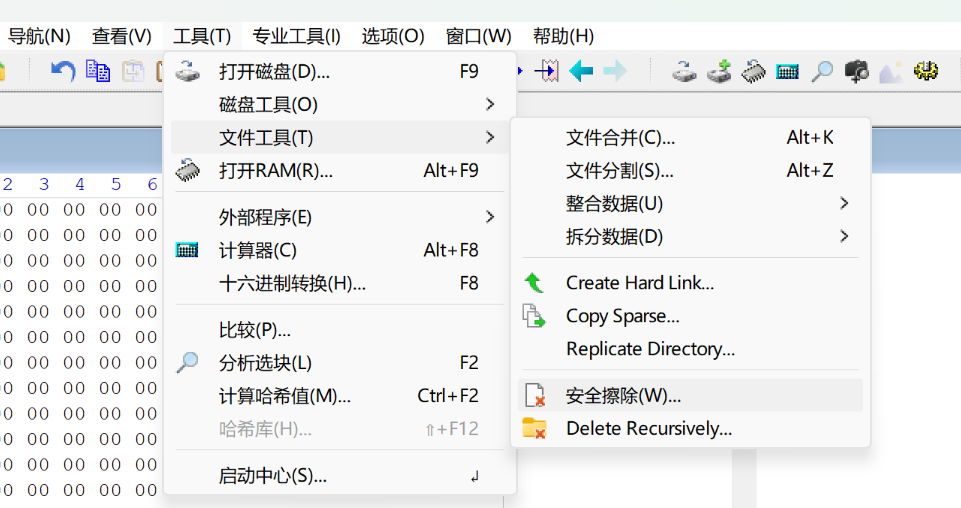 导航(N) 查看(V) 工具(T) 专业工具(I) 选项(O) 窗口(W) 帮助(H)
打开磁盘(D)... F9
磁盘工具(O)
文件工具(T)
打开RAM(R)... Alt+F9
外部程序(E)
计算器(C) Alt+F8
十六进制转换(H)... F8
比较(P)...
分析选块(L) F2
计算哈希值(M)... Ctrl+F2
哈希库(H)... ⇧+F12
启动中心(S)... ↲
文件合并(C)... Alt+K
文件分割(S)... Alt+Z
整合数据(U)
拆分数据(D)
Create Hard Link...
Copy Sparse...
Replicate Directory...
安全擦除(W)...
Delete Recursively...
2 3 4 5 6
00 00 00 00 00
00 00 00 00 00
00 00 00 00 00
00 00 00 00 00
00 00 00 00 00
00 00 00 00 00
00 00 00 00 00
00 00 00 00 00
00 00 00 00 00
00 00 00 00 00
00 00 00 00 00
00 00 00 00 00